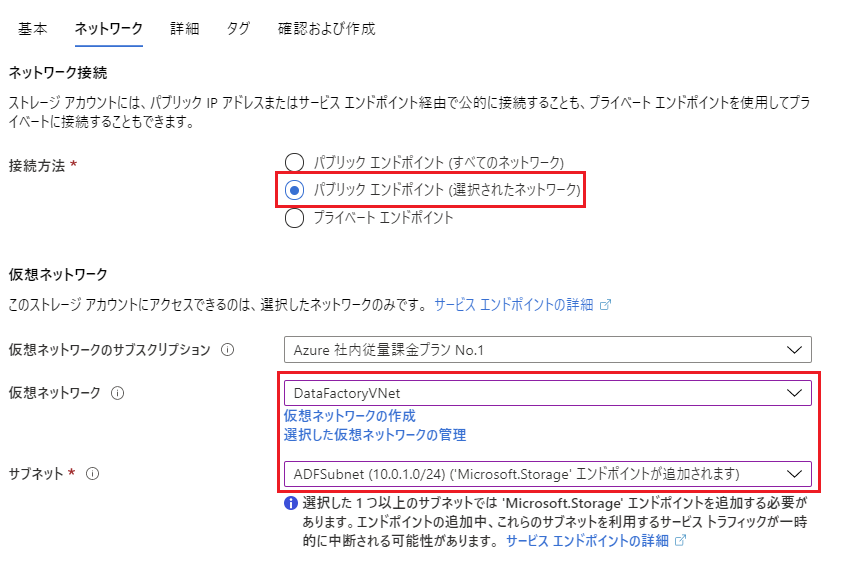 基本 ネットワーク 詳細 タグ 確認および作成
ネットワーク接続
ストレージ アカウントには、パブリック IP アドレスまたはサービス エンドポイント経由で公的に接続することも、プライベート エンドポイントを使用してプラ
イベートに接続することもできます。
接続方法 *
パブリック エンドポイント (すべてのネットワーク)
パブリック エンドポイント (選択されたネットワーク)
プライベート エンドポイント
仮想ネットワーク
このストレージ アカウントにアクセスできるのは、選択したネットワークのみです。 サービス エンドポイントの詳細
仮想ネットワークのサブスクリプション
Azure 社内従量課金プラン No.1
仮想ネットワーク
DataFactoryVNet
仮想ネットワークの作成
選択した仮想ネットワークの管理
サブネット *
ADFSubnet (10.0.1.0/24) ('Microsoft.Storage' エンドポイントが追加されます)
選択した 1 つ以上のサブネットでは 'Microsoft.Storage' エンドポイントを追加する必要が
あります。エンドポイントの追加中、これらのサブネットを利用するサービス トラフィックが一時
的に中断される可能性があります。 サービス エンドポイントの詳細